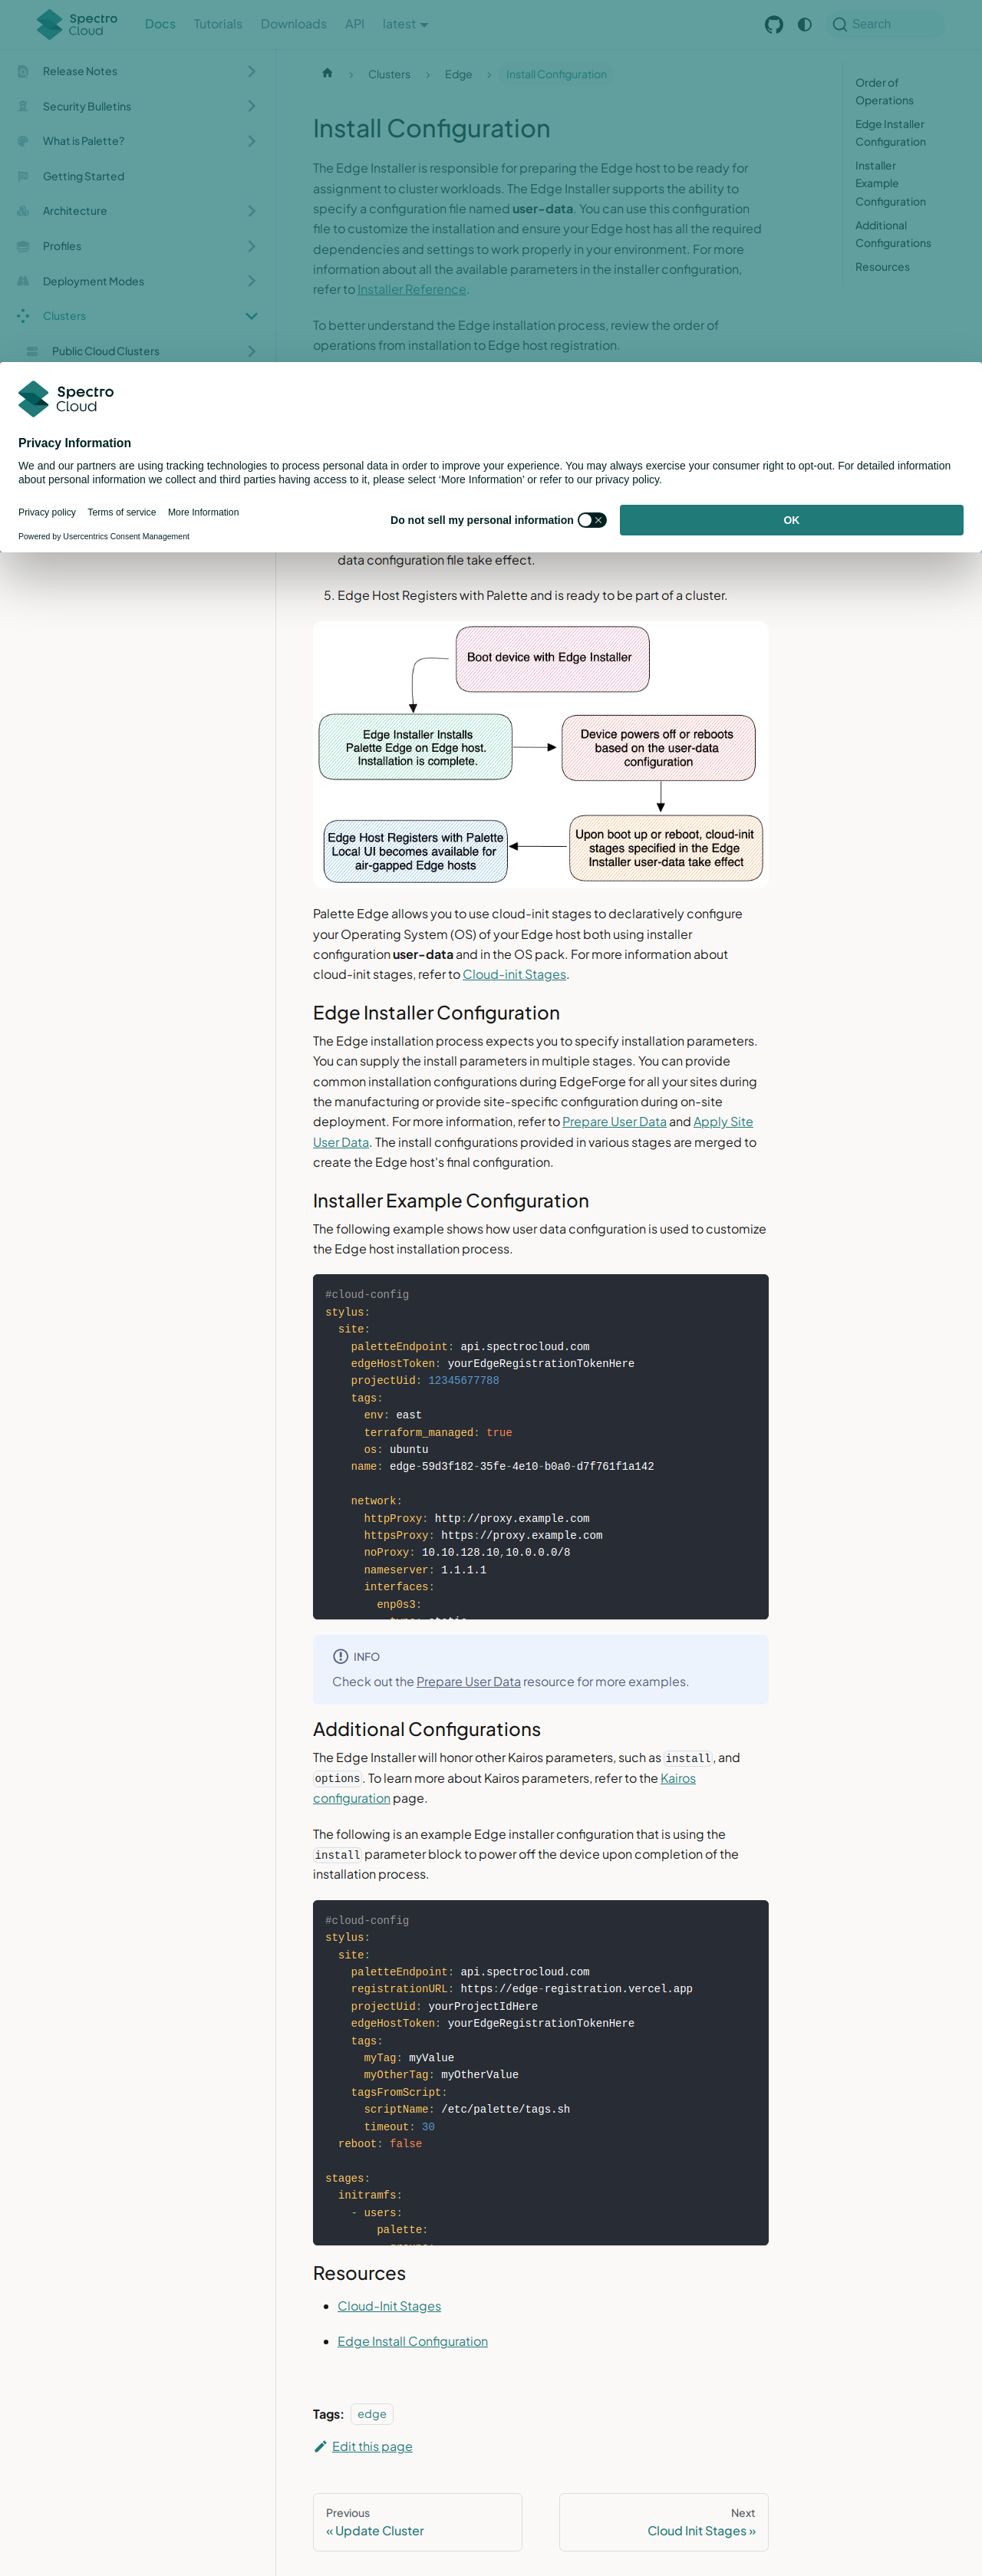 Spectro Cloud
Docs
Tutorials
Downloads
API
latest
Search
Release Notes
Security Bulletins
What is Palette?
Getting Started
Architecture
Profiles
Deployment Modes
Clusters
Public Cloud Clusters
Clusters
Edge
Install Configuration
Order of
Operations
Edge Installer
Configuration
Installer
Example
Configuration
Additional
Configurations
Resources
Install Configuration
The Edge Installer is responsible for preparing the Edge host to be ready for
assignment to cluster workloads. The Edge Installer supports the ability to
specify a configuration file named user-data. You can use this configuration
file to customize the installation and ensure your Edge host has all the required
dependencies and settings to work properly in your environment. For more
information about all the available parameters in the installer configuration,
refer to Installer Reference.
To better understand the Edge installation process, review the order of
operations from installation to Edge host registration.
Spectro
Cloud
Privacy Information
We and our partners are using tracking technologies to process personal data in order to improve your experience. You may always exercise your consumer right to opt-out. For detailed information
about personal information we collect and third parties having access to it, please select ‘More Information’ or refer to our privacy policy.
Privacy policy
Terms of service
More Information
Do not sell my personal information
OK
Powered by Usercentrics Consent Management
data configuration file take effect.
5. Edge Host Registers with Palette and is ready to be part of a cluster.
Boot device with Edge Installer
Edge Installer Installs
Palette Edge on Edge host.
Installation is complete.
Device powers off or reboots
based on the user-data
configuration
Edge Host Registers with Palette
Local UI becomes available for
air-gapped Edge hosts
Upon boot up or reboot, cloud-init
stages specified in the Edge
Installer user-data take effect
Palette Edge allows you to use cloud-init stages to declaratively configure
your Operating System (OS) of your Edge host both using installer
configuration user-data and in the OS pack. For more information about
cloud-init stages, refer to Cloud-init Stages.
Edge Installer Configuration
The Edge installation process expects you to specify installation parameters.
You can supply the install parameters in multiple stages. You can provide
common installation configurations during EdgeForge for all your sites during
the manufacturing or provide site-specific configuration during on-site
deployment. For more information, refer to Prepare User Data and Apply Site
User Data. The install configurations provided in various stages are merged to
create the Edge host's final configuration.
Installer Example Configuration
The following example shows how user data configuration is used to customize
the Edge host installation process.
#cloud-config
stylus:
site:
paletteEndpoint: api.spectrocloud.com
edgeHostToken: yourEdgeRegistrationTokenHere
projectUid: 12345677788
tags:
env: east
terraform_managed: true
os: ubuntu
name: edge-59d3f182-35fe-4e10-b0a0-d7f761f1a142
network:
httpProxy: http://proxy.example.com
httpsProxy: https://proxy.example.com
noProxy: 10.10.128.10,10.0.0.0/8
nameserver: 1.1.1.1
interfaces:
enp0s3:
type: static
INFO
Check out the Prepare User Data resource for more examples.
Additional Configurations
The Edge Installer will honor other Kairos parameters, such as install, and
options. To learn more about Kairos parameters, refer to the Kairos
configuration page.
The following is an example Edge installer configuration that is using the
install parameter block to power off the device upon completion of the
installation process.
#cloud-config
stylus:
site:
paletteEndpoint: api.spectrocloud.com
registrationURL: https://edge-registration.vercel.app
projectUid: yourProjectIdHere
edgeHostToken: yourEdgeRegistrationTokenHere
tags:
myTag: myValue
myOtherTag: myOtherValue
tagsFromScript:
scriptName: /etc/palette/tags.sh
timeout: 30
reboot: false
stages:
initramfs:
- users:
palette:
groups:
Resources
Cloud-Init Stages
Edge Install Configuration
Tags: edge
Edit this page
Previous
« Update Cluster
Next
Cloud Init Stages »